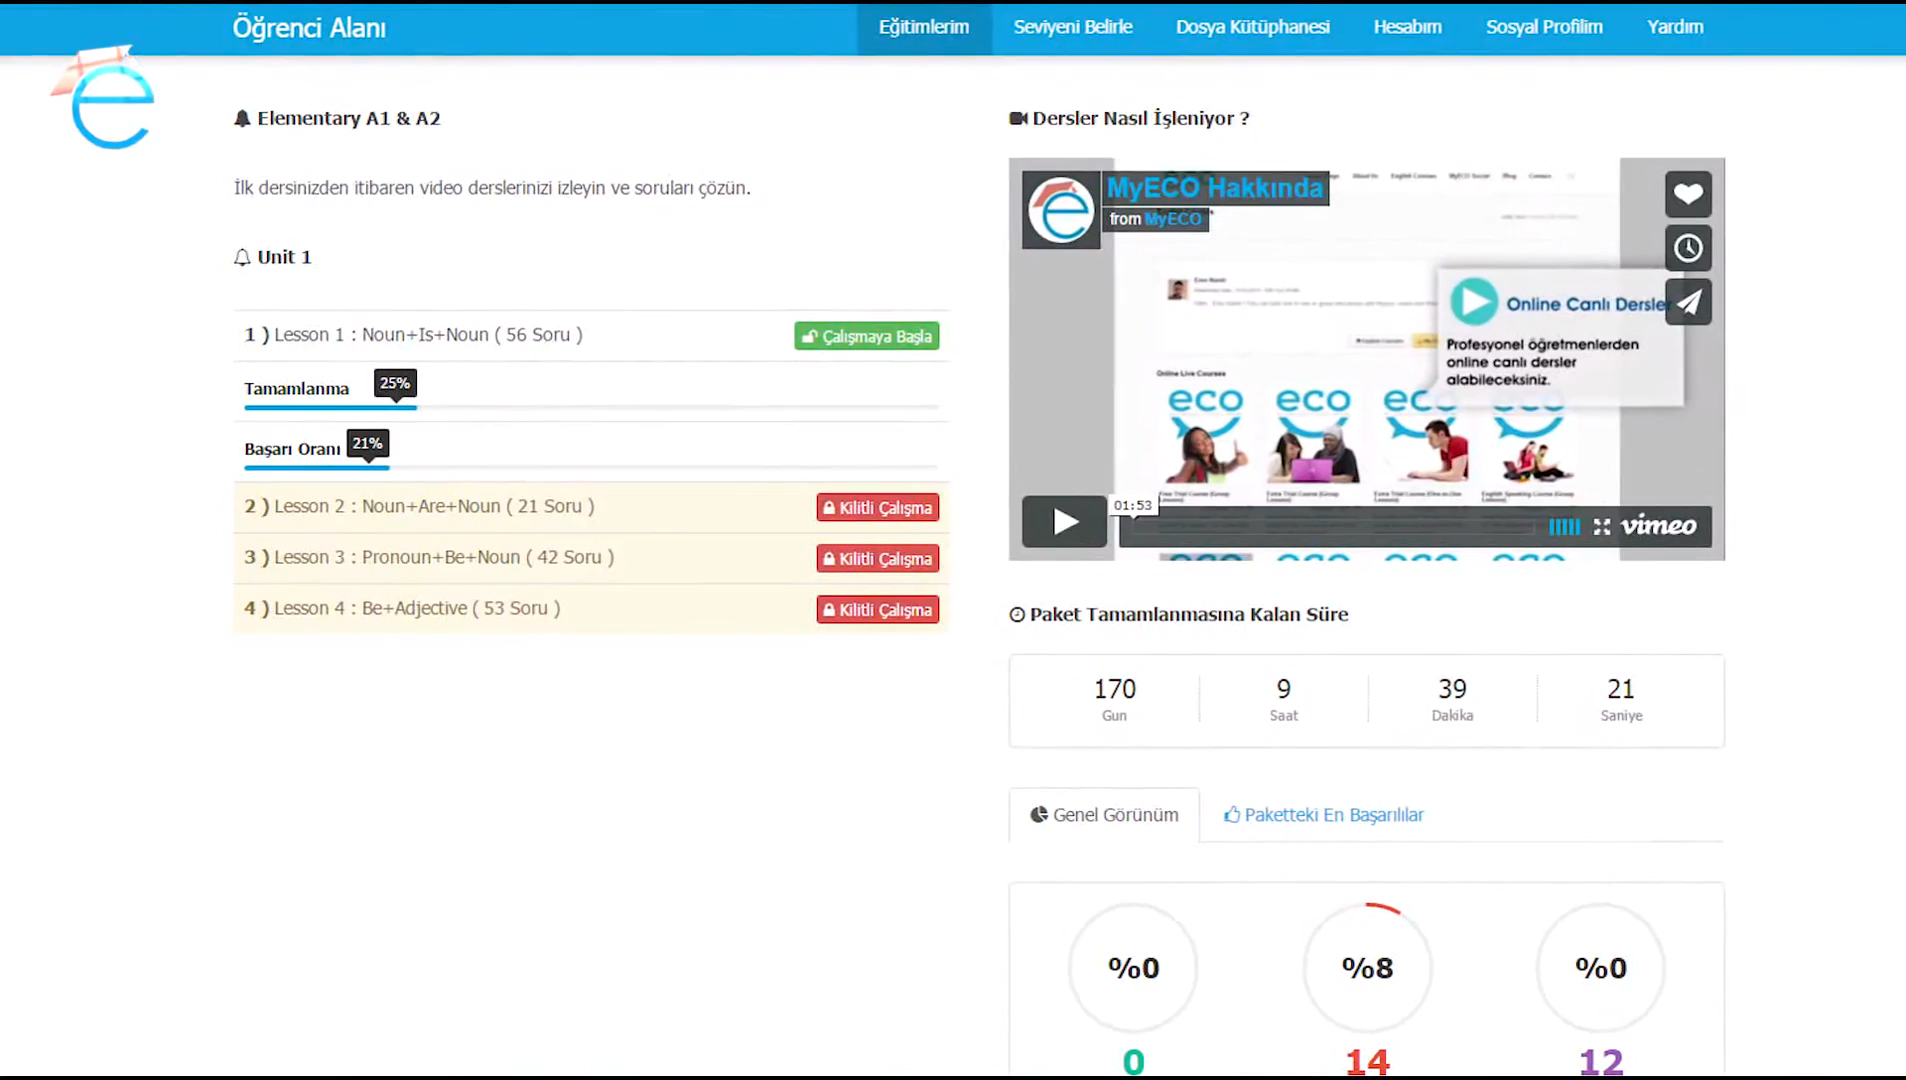 Öğrenci Alanı
Eğitimlerim
Seviyeni Belirle
Dosya Kütüphanesi
Hesabım
Sosyal Profilim
Yardım
Elementary A1 & A2
İlk dersinizden itibaren video derslerinizi izleyin ve soruları çözün.
Unit 1
1 ) Lesson 1 : Noun+Is+Noun ( 56 Soru )
Çalışmaya Başla
Tamamlanma
25%
Başarı Oranı
21%
2 ) Lesson 2 : Noun+Are+Noun ( 21 Soru )
Kilitli Çalışma
3 ) Lesson 3 : Pronoun+Be+Noun ( 42 Soru )
Kilitli Çalışma
4 ) Lesson 4 : Be+Adjective ( 53 Soru )
Kilitli Çalışma
Dersler Nasıl İşleniyor ?
MyECO Hakkında
from MyECO
Online Canlı Dersler
Profesyonel öğretmenlerden
online canlı dersler
alabileceksiniz.
Online Live Courses
eco
eco
eco
eco
01:53
vimeo
Paket Tamamlanmasına Kalan Süre
170
Gun
9
Saat
39
Dakika
21
Saniye
Genel Görünüm
Paketteki En Başarılılar
%0
%8
%0
0
14
12